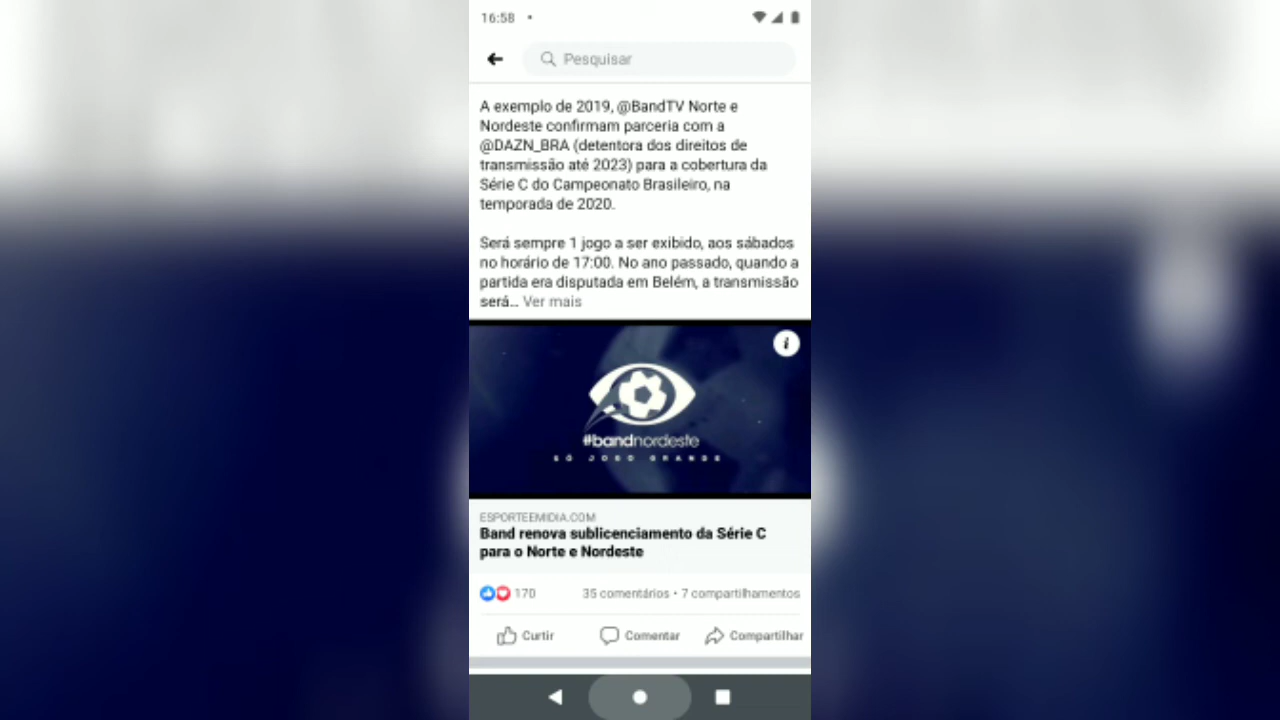 16:58
Pesquisar
A exemplo de 2019, @BandTV Norte e
Nordeste confirmam parceria com a
@DAZN_BRA (detentora dos direitos de
transmissão até 2023) para a cobertura da
Série C do Campeonato Brasileiro, na
temporada de 2020.
Será sempre 1 jogo a ser exibido, aos sábados
no horário de 17:00. No ano passado, quando a
partida era disputada em Belém, a transmissão
será... Ver mais
#bandnordeste
SÓ JOGO GRANDE
ESPORTEEMIDIA.COM
Band renova sublicenciamento da Série C
para o Norte e Nordeste
170 35 comentários • 7 compartilhamentos
Curtir Comentar Compartilhar